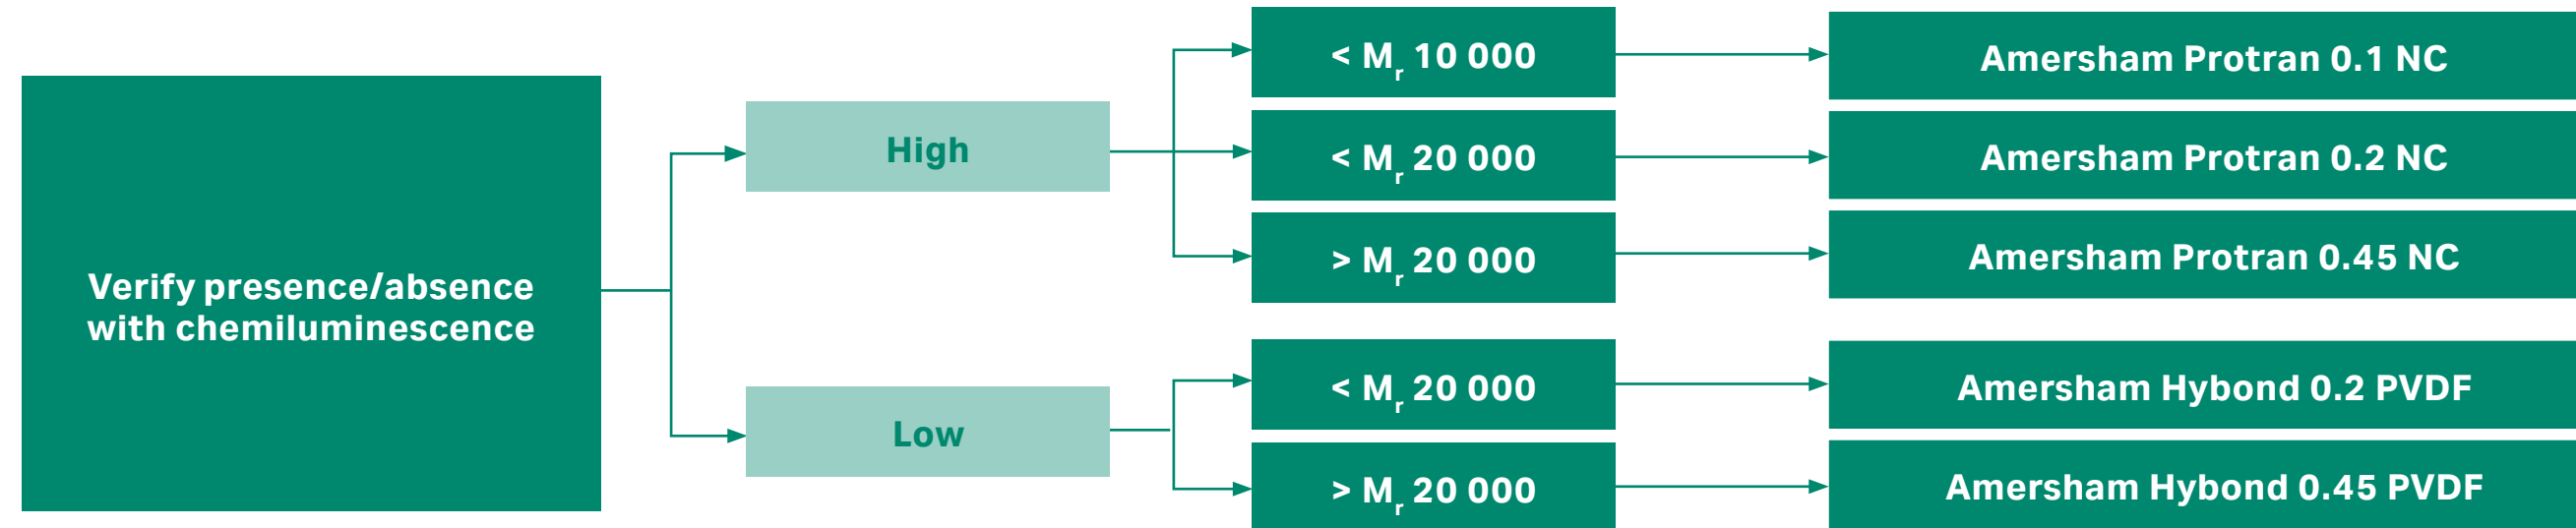 Verify presence/absence
with chemiluminescence
High
Low
< Mr 10 000
< Mr 20 000
> Mr 20 000
< Mr 20 000
> Mr 20 000
Amersham Protran 0.1 NC
Amersham Protran 0.2 NC
Amersham Protran 0.45 NC
Amersham Hybond 0.2 PVDF
Amersham Hybond 0.45 PVDF